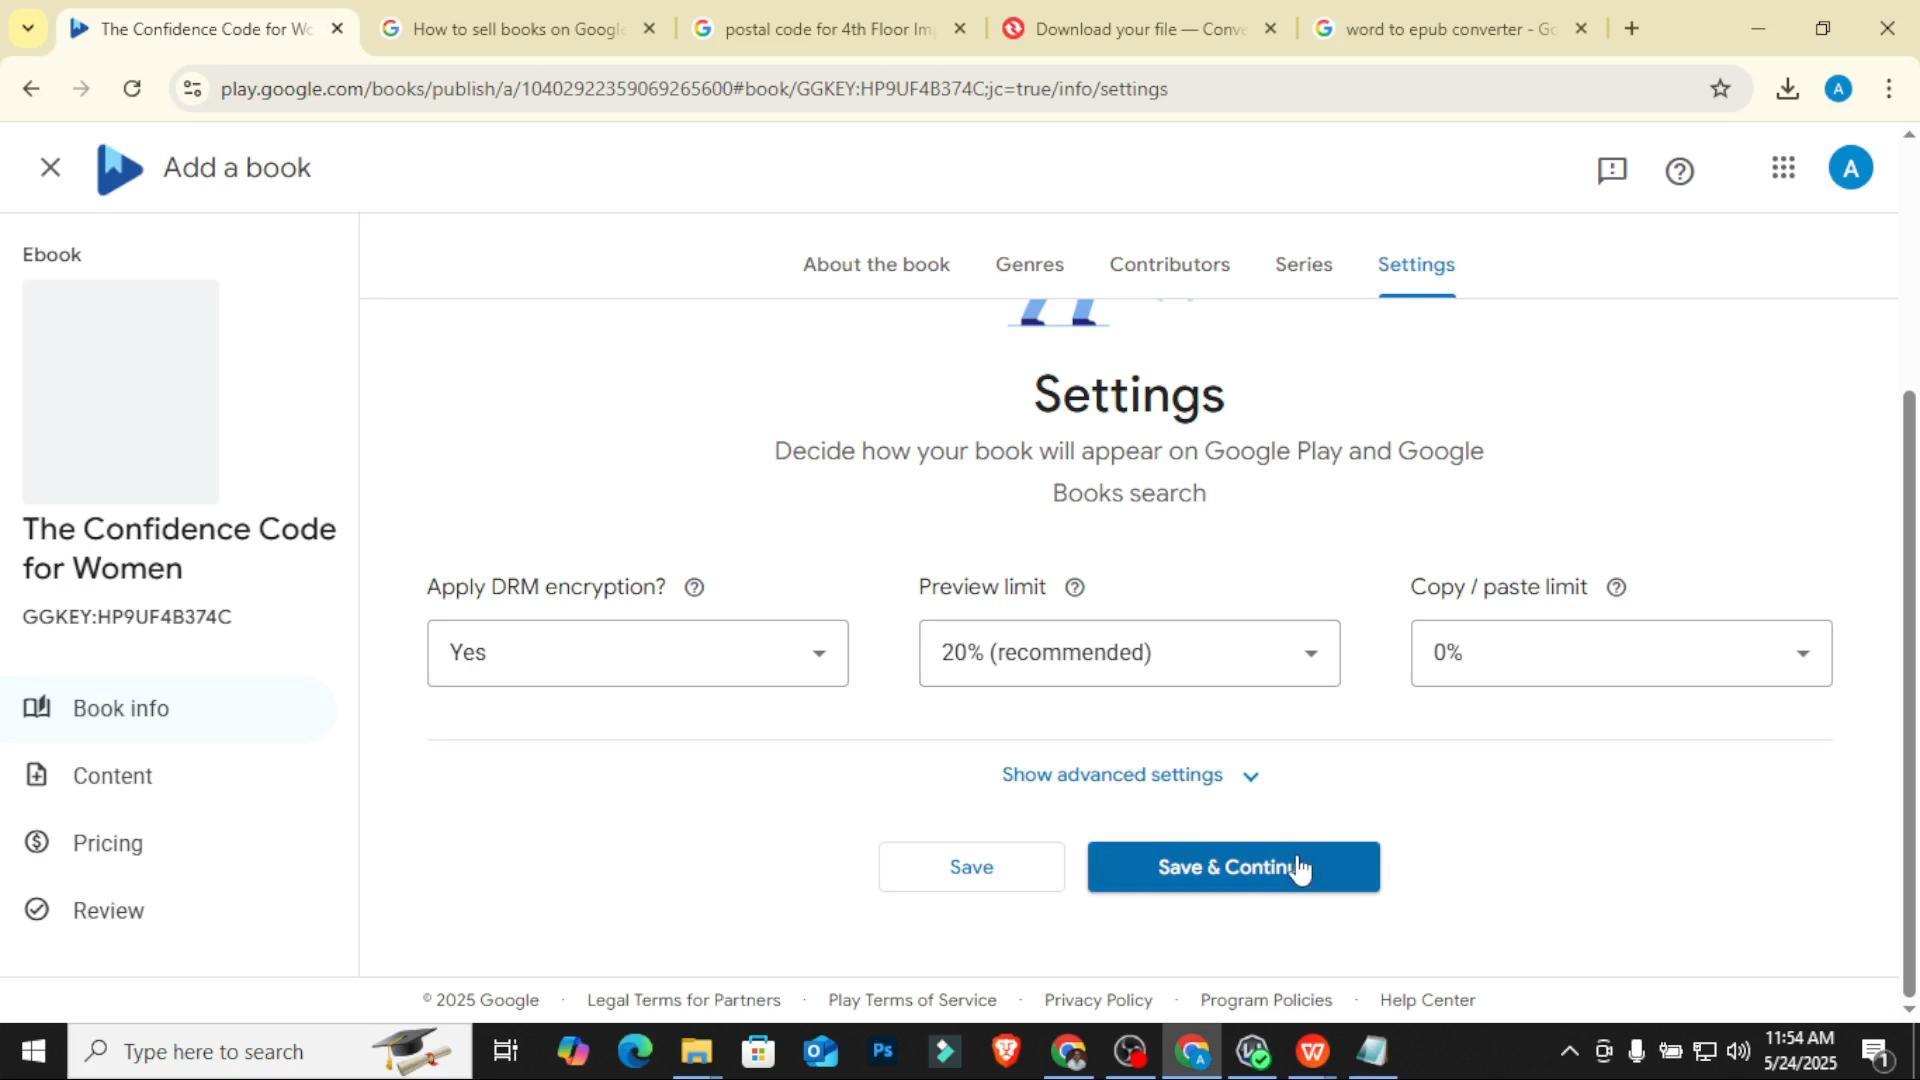 The Confidence Code for Wo
How to sell books on Google
postal code for 4th Floor Im
Download your file — Conve
word to epub converter - Go
play.google.com/books/publish/a/10402922359069265600#book/GGKEY:HP9UF4B374C;jc=true/info/settings
A
Add a book
A
Ebook
About the book
Genres
Contributors
Series
Settings
Settings
Decide how your book will appear on Google Play and Google
Books search
The Confidence Code
for Women
GGKEY:HP9UF4B374C
Apply DRM encryption?
Preview limit
Copy / paste limit
Yes
20% (recommended)
0%
Book info
Content
Pricing
Review
Show advanced settings
Save
Save & Contin
© 2025 Google · Legal Terms for Partners · Play Terms of Service · Privacy Policy · Program Policies · Help Center
Type here to search
Ps
11:54 AM
5/24/2025
1